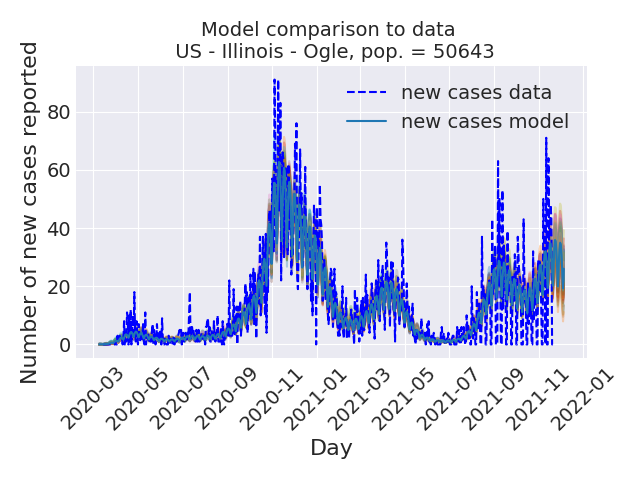 Model comparison to data
US - Illinois - Ogle, pop. = 50643
new cases data
new cases model
Number of new cases reported
80
60
40
20
0
2020-03
2020-05
2020-07
2020-09
2020-11
2021-01
2021-03
2021-05
2021-07
2021-09
2021-11
2022-01
Day